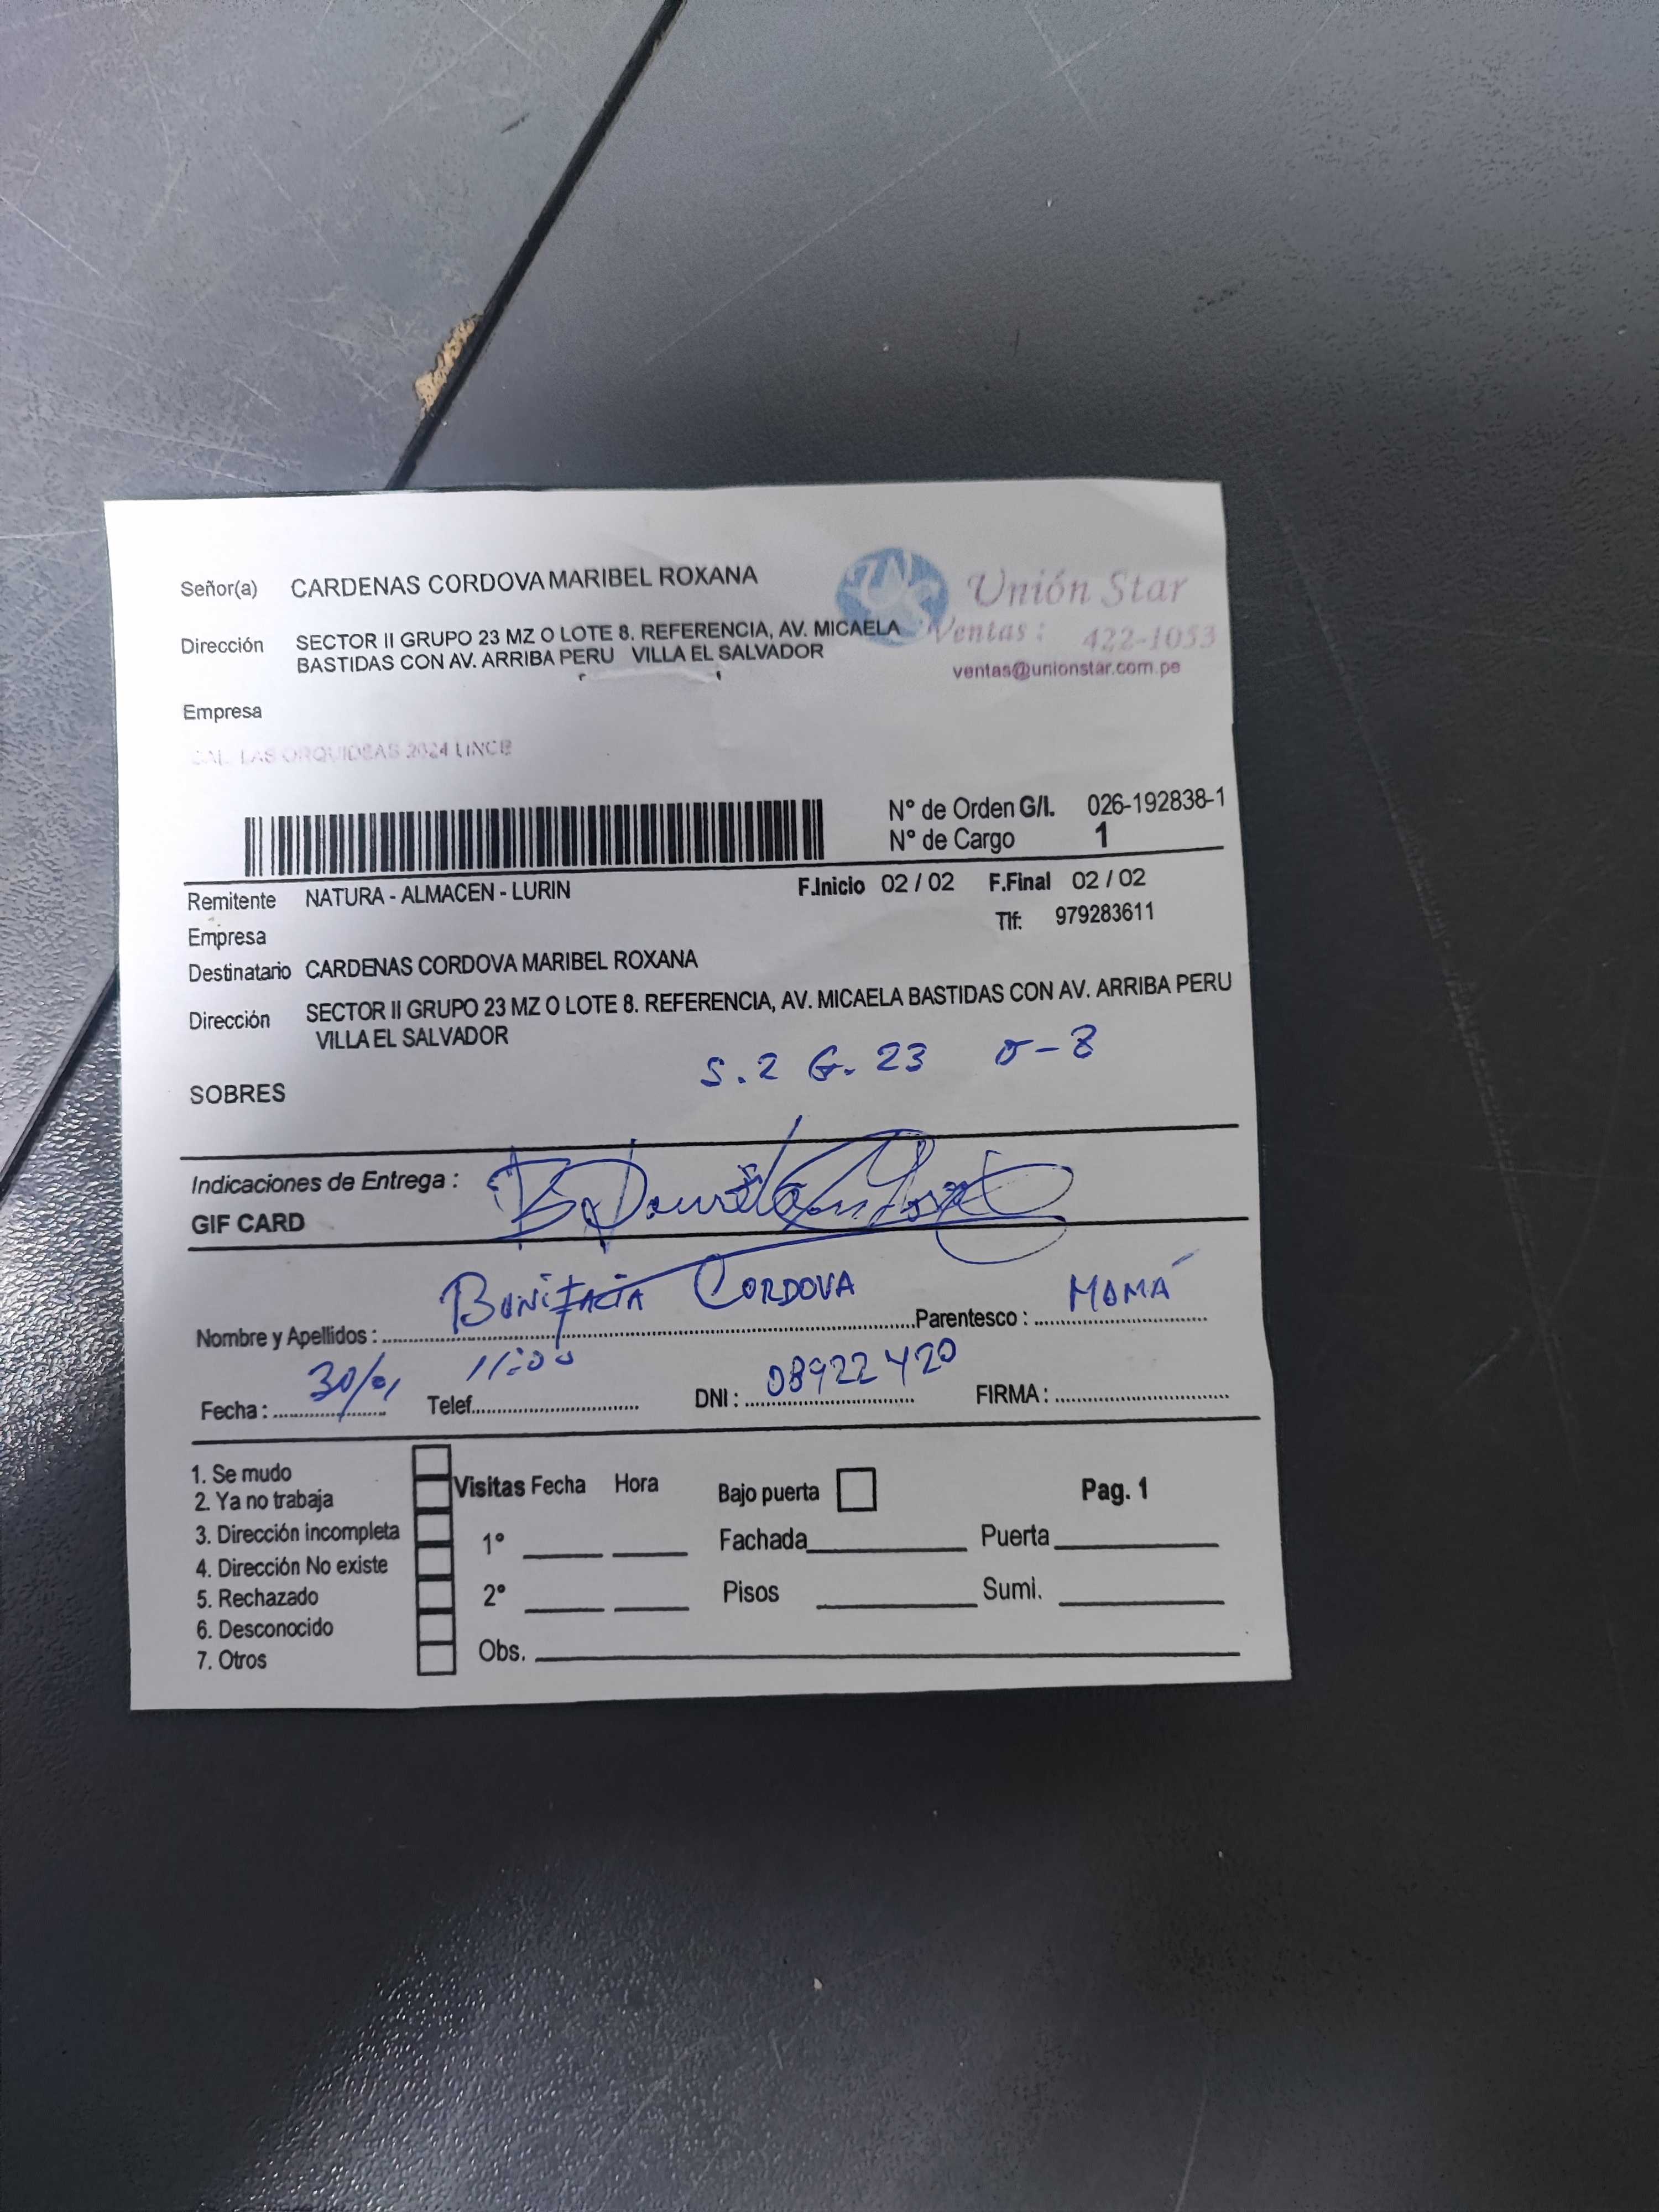 Señor(a) CARDENAS CORDOVA MARIBEL ROXANA
Unión Star
Dirección SECTOR II GRUPO 23 MZ O LOTE 8. REFERENCIA, AV. MICAELA
BASTIDAS CON AV. ARRIBA PERU VILLA EL SALVADOR
Ventas : 422-1053
ventas@unionstar.com.pe
Empresa
CAL. LAS ORQUIDEAS 2624 LINCE
N° de Orden G/I. 026-192838-1
N° de Cargo 1
Remitente NATURA - ALMACEN - LURIN F.Inicio 02 / 02 F.Final 02 / 02
Empresa Tlf: 979283611
Destinatario CARDENAS CORDOVA MARIBEL ROXANA
Dirección SECTOR II GRUPO 23 MZ O LOTE 8. REFERENCIA, AV. MICAELA BASTIDAS CON AV. ARRIBA PERU
VILLA EL SALVADOR
S.2 G. 23 O-8
SOBRES
Indicaciones de Entrega :
GIF CARD
Nombre y Apellidos : BONIFACIA CORDOVA Parentesco : MAMÁ
Fecha : 30/01 11:00 Telef. DNI : 08922420 FIRMA :
1. Se mudo
2. Ya no trabaja
3. Dirección incompleta
4. Dirección No existe
5. Rechazado
6. Desconocido
7. Otros
Visitas Fecha Hora
1°
2°
Obs.
Bajo puerta Pag. 1
Fachada Puerta
Pisos Sumi.